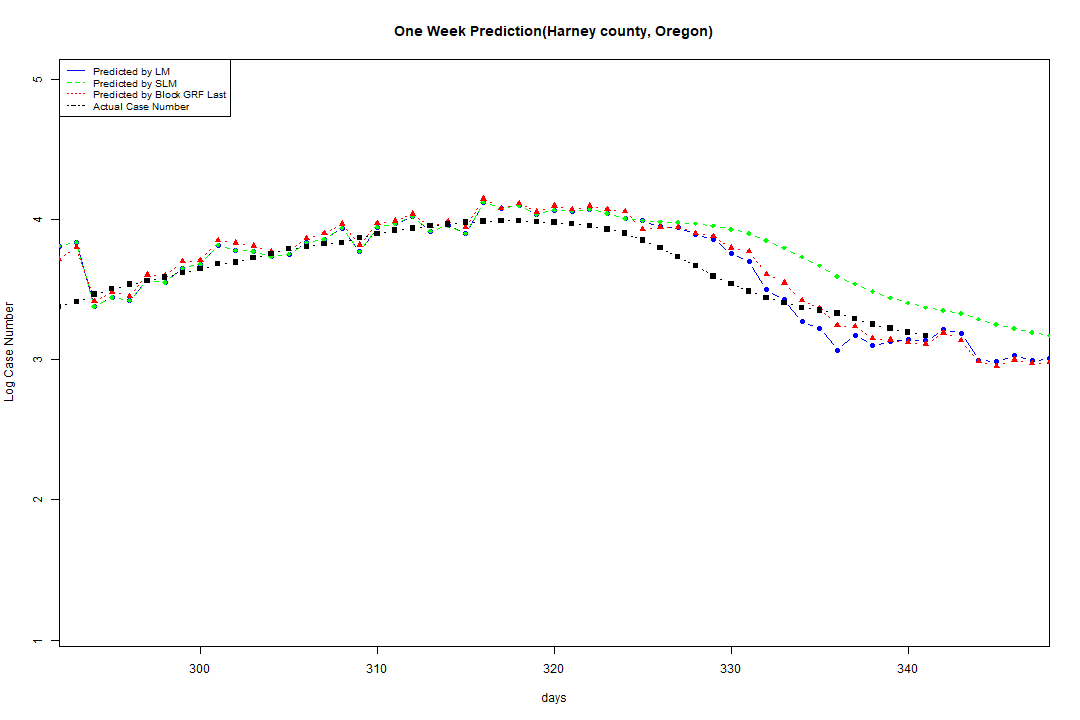 One Week Prediction(Harney county, Oregon)
Predicted by LM
Predicted by SLM
Predicted by Block GRF Last
Actual Case Number
5
4
3
2
1
Log Case Number
300 310 320 330 340
days